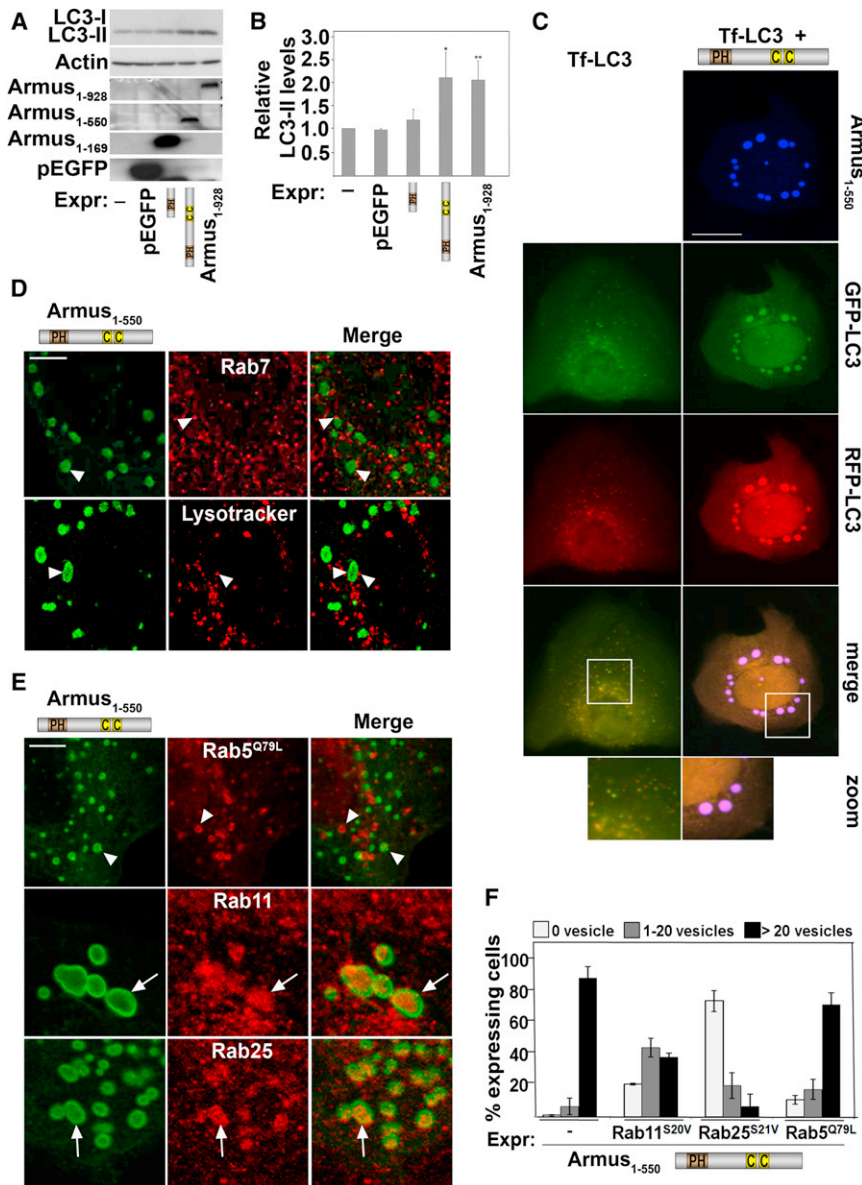 A
LC3-I
LC3-II
Actin
Armus1-928
Armus1-550
Armus1-169
pEGFP
Expr:
–
pEGFP
PH
PH CC
Armus1-928
B
Relative
LC3-II levels
3.0
2.5
2.0
1.5
1.0
0.5
*
**
–
pEGFP
PH
PH CC
Armus1-928
Expr:
C
Tf-LC3
Tf-LC3 +
PH CC
Armus1-550
GFP-LC3
RFP-LC3
merge
zoom
D
Armus1-550
PH CC
Merge
Rab7
Lysotracker
E
Armus1-550
PH CC
Merge
Rab5Q79L
Rab11
Rab25
F
0 vesicle 1-20 vesicles > 20 vesicles
% expressing cells
100
80
60
40
20
Expr: - Rab11S20V Rab25S21V Rab5Q79L
Armus1-550 PH CC